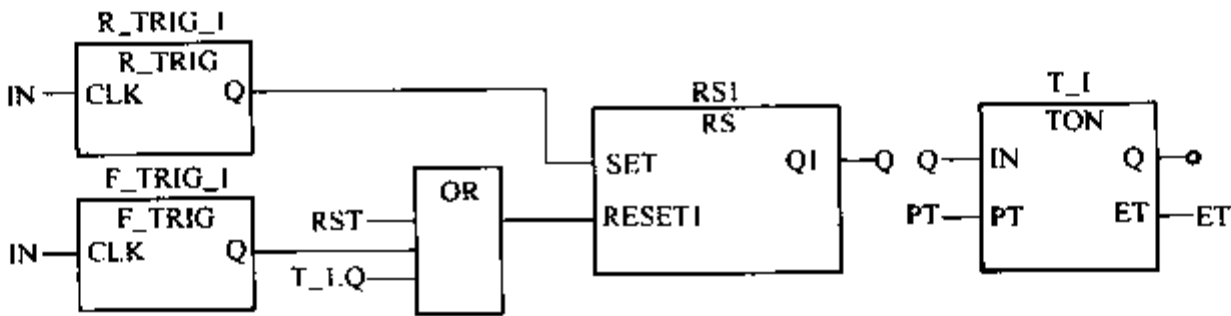 R_TRIG_1
R_TRIG
IN
CLK
Q
F_TRIG_1
F_TRIG
IN
CLK
Q
RST
T_1.Q
OR
RS1
RS
SET
RESET1
Q1
Q
T_1
TON
Q
IN
Q
PT
PT
ET
ET